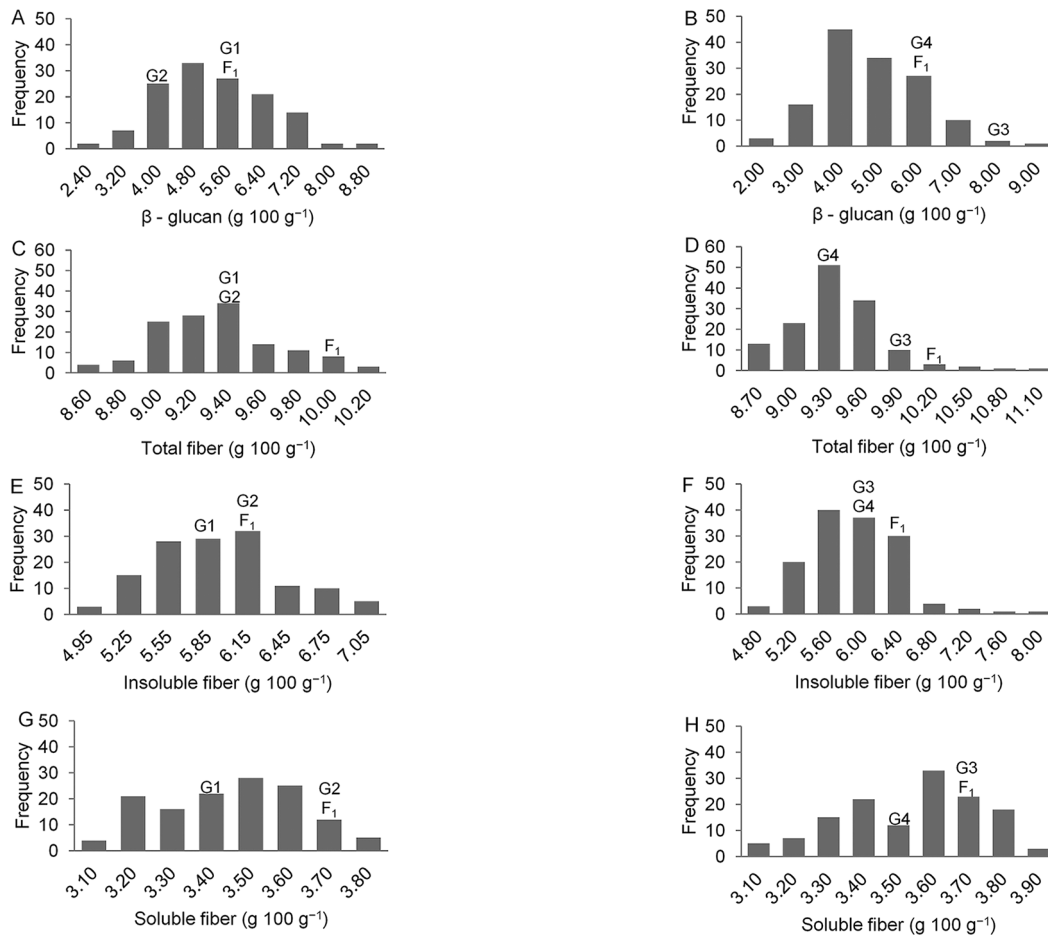 A
Frequency
50
40
30
20
10
0
G2
G1
F₁
2.40 3.20 4.00 4.80 5.60 6.40 7.20 8.00 8.80
β - glucan (g 100 g⁻¹)
B
Frequency
50
40
30
20
10
0
G4
F₁
G3
2.00 3.00 4.00 5.00 6.00 7.00 8.00 9.00
β - glucan (g 100 g⁻¹)
C
Frequency
60
50
40
30
20
10
0
G1
G2
F₁
8.60 8.80 9.00 9.20 9.40 9.60 9.80 10.00 10.20
Total fiber (g 100 g⁻¹)
D
Frequency
60
50
40
30
20
10
0
G4
G3
F₁
8.70 9.00 9.30 9.60 9.90 10.20 10.50 10.80 11.10
Total fiber (g 100 g⁻¹)
E
Frequency
50
40
30
20
10
0
G1
G2
F₁
4.95 5.25 5.55 5.85 6.15 6.45 6.75 7.05
Insoluble fiber (g 100 g⁻¹)
F
Frequency
50
40
30
20
10
0
G3
G4
F₁
4.80 5.20 5.60 6.00 6.40 6.80 7.20 7.60 8.00
Insoluble fiber (g 100 g⁻¹)
G
Frequency
50
40
30
20
10
0
G1
G2
F₁
3.10 3.20 3.30 3.40 3.50 3.60 3.70 3.80
Soluble fiber (g 100 g⁻¹)
H
Frequency
50
40
30
20
10
0
G4
G3
F₁
3.10 3.20 3.30 3.40 3.50 3.60 3.70 3.80 3.90
Soluble fiber (g 100 g⁻¹)